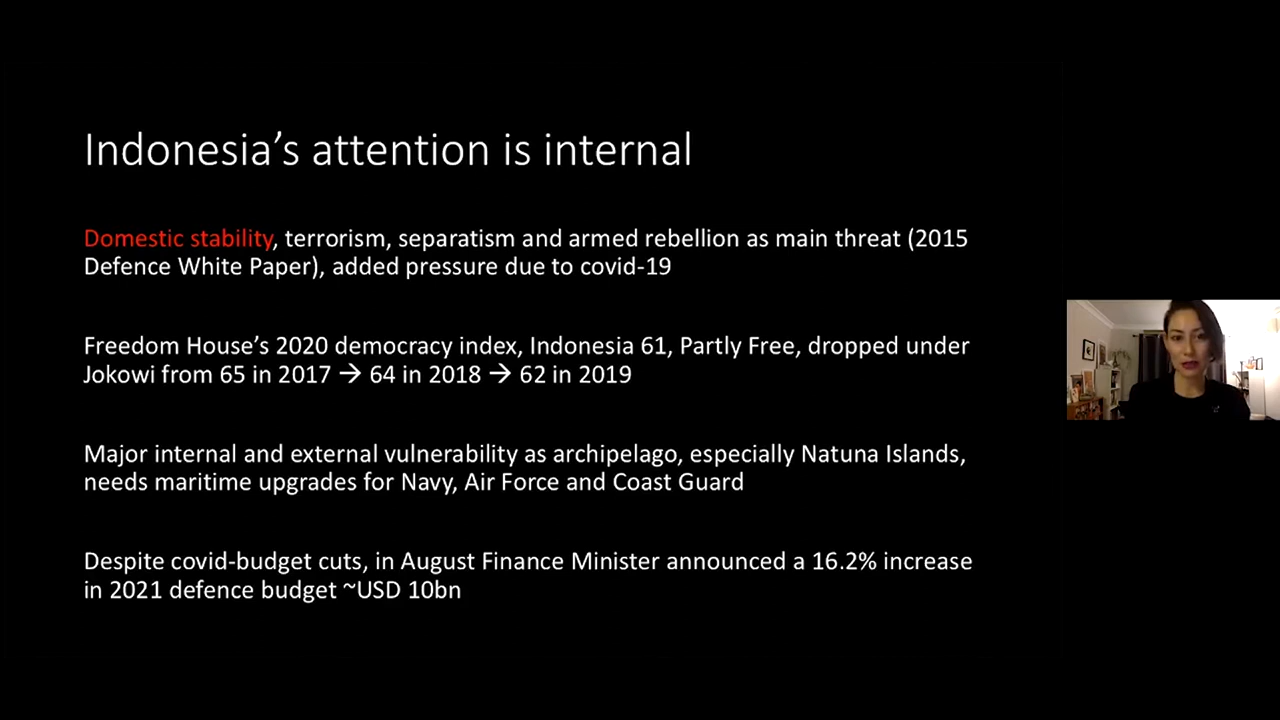 Indonesia’s attention is internal
Domestic stability, terrorism, separatism and armed rebellion as main threat (2015
Defence White Paper), added pressure due to covid-19
Freedom House’s 2020 democracy index, Indonesia 61, Partly Free, dropped under
Jokowi from 65 in 2017 → 64 in 2018 → 62 in 2019
Major internal and external vulnerability as archipelago, especially Natuna Islands,
needs maritime upgrades for Navy, Air Force and Coast Guard
Despite covid-budget cuts, in August Finance Minister announced a 16.2% increase
in 2021 defence budget ~USD 10bn